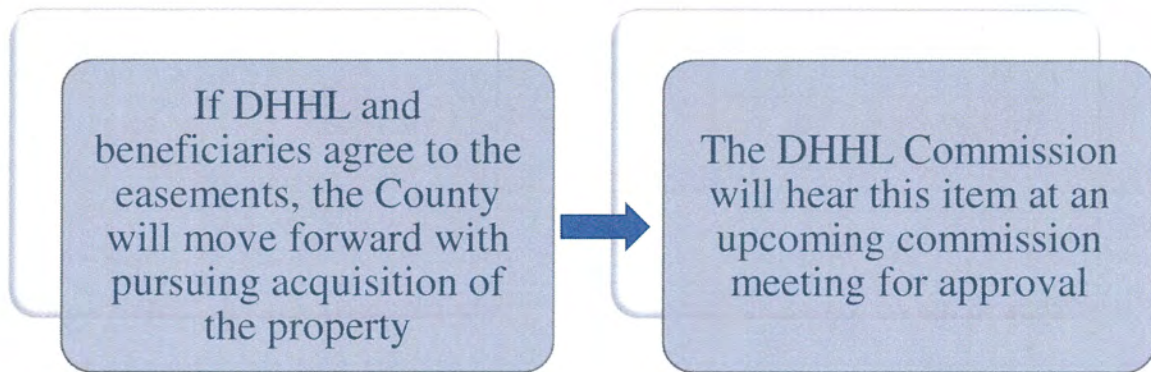 If DHHL and
beneficiaries agree to the
easements, the County
will move forward with
pursuing acquisition of
the property
The DHHL Commission
will hear this item at an
upcoming commission
meeting for approval